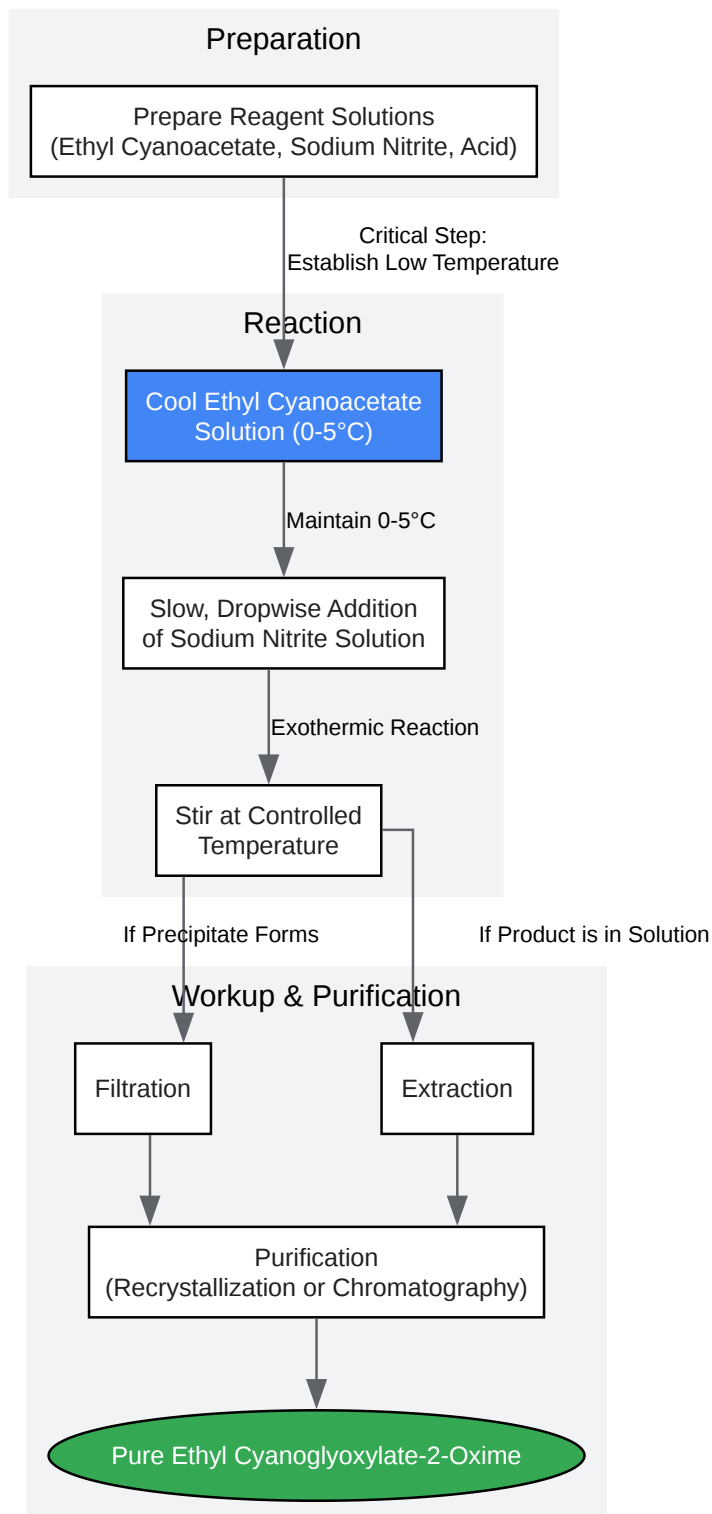 Preparation
Prepare Reagent Solutions
(Ethyl Cyanoacetate, Sodium Nitrite, Acid)
Critical Step:
Establish Low Temperature
Reaction
Cool Ethyl Cyanoacetate
Solution (0-5°C)
Maintain 0-5°C
Slow, Dropwise Addition
of Sodium Nitrite Solution
Exothermic Reaction
Stir at Controlled
Temperature
If Precipitate Forms
If Product is in Solution
Workup & Purification
Filtration
Extraction
Purification
(Recrystallization or Chromatography)
Pure Ethyl Cyanoglyoxylate-2-Oxime